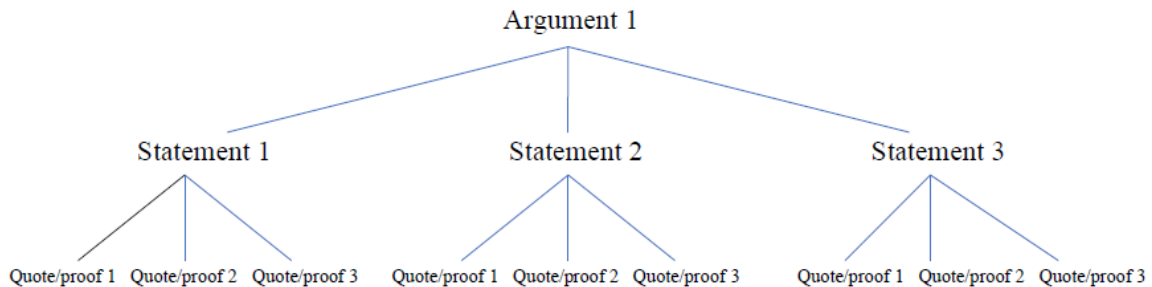 Argument 1
Statement 1 Statement 2 Statement 3
Quote/proof 1 Quote/proof 2 Quote/proof 3 Quote/proof 1 Quote/proof 2 Quote/proof 3 Quote/proof 1 Quote/proof 2 Quote/proof 3